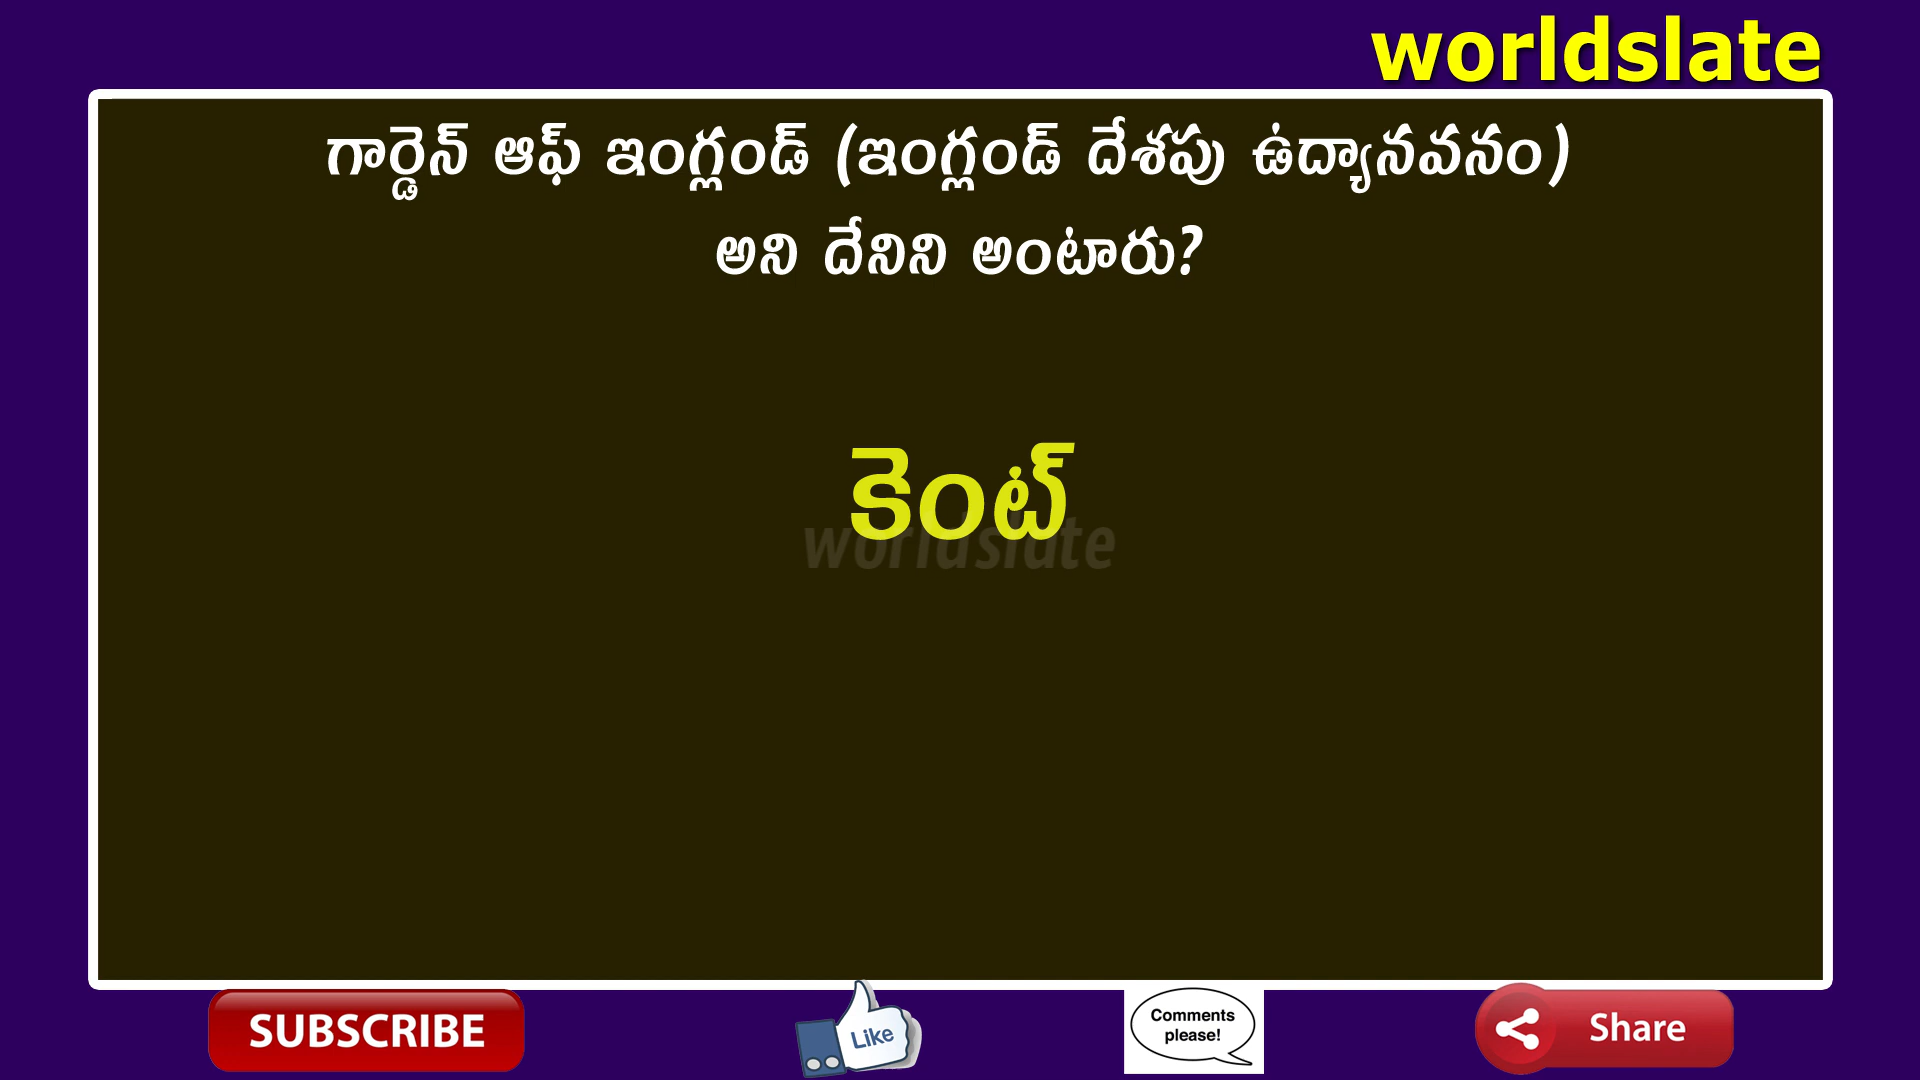 worldslate
గార్డెన్ ఆఫ్ ఇంగ్లండ్ (ఇంగ్లండ్ దేశపు ఉద్యానవనం)
అని దేనిని అంటారు?
కెంట్
worldslate
SUBSCRIBE
Like
Comments
please!
Share